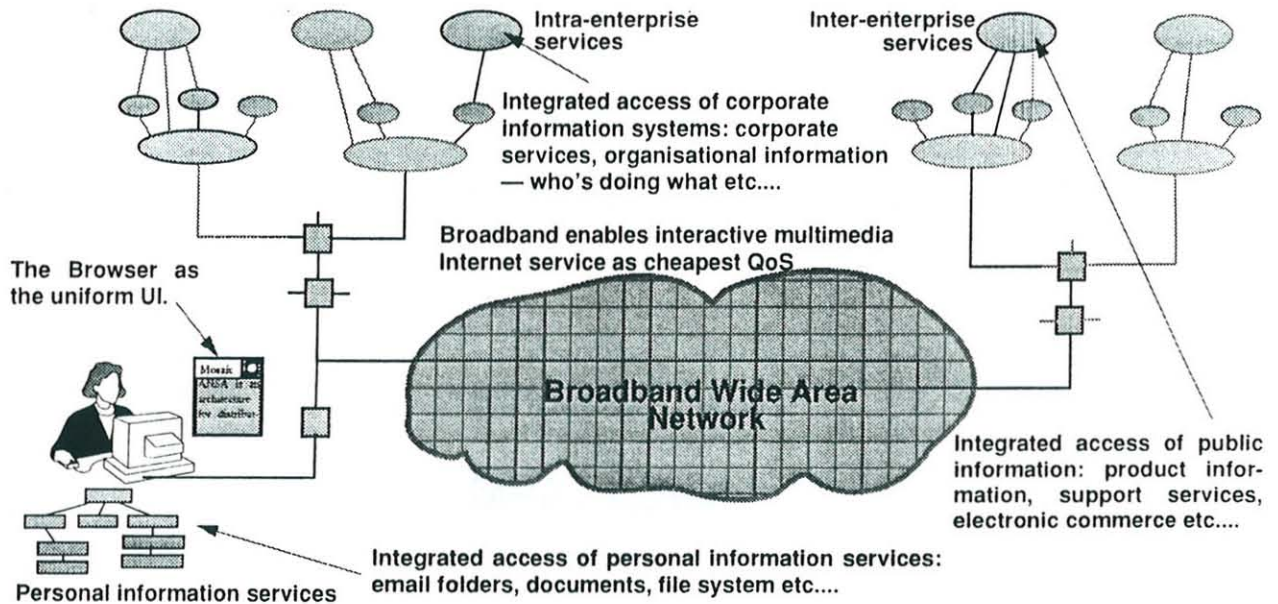 Intra-enterprise
services
Inter-enterprise
services
Integrated access of corporate
information systems: corporate
services, organisational information
— who's doing what etc....
Broadband enables interactive multimedia
Internet service as cheapest QoS
The Browser as
the uniform UI.
Mosaic
ANSA is an
architecture
for distribut-
Broadband Wide Area
Network
Integrated access of public
information: product infor-
mation, support services,
electronic commerce etc....
Integrated access of personal information services:
email folders, documents, file system etc....
Personal information services